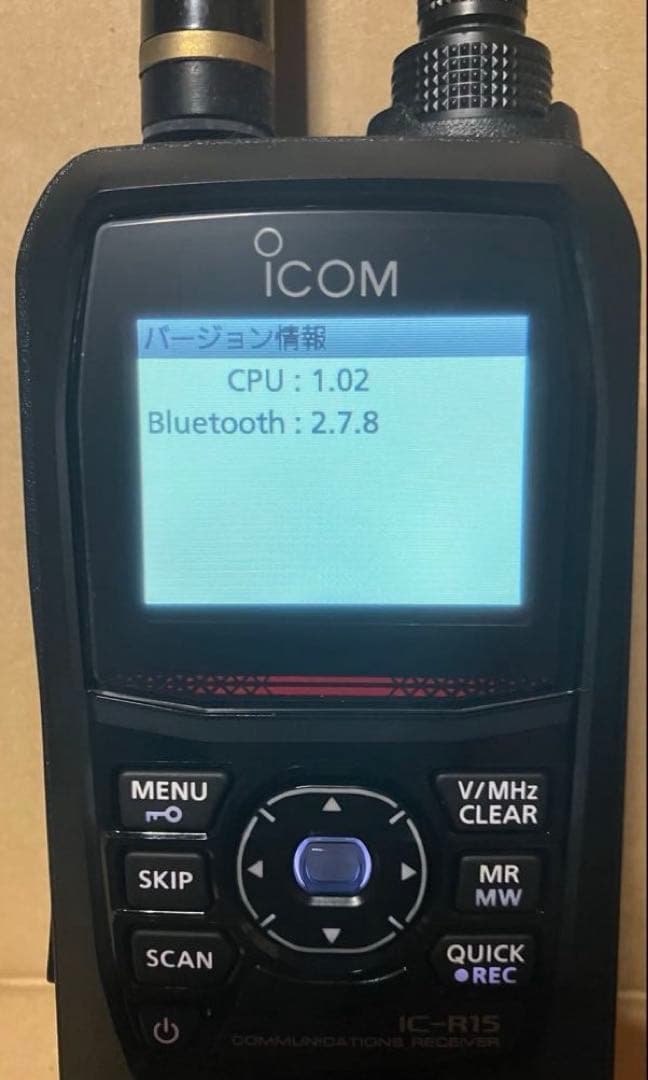 ICOM
バージョン情報
CPU : 1.02
Bluetooth : 2.7.8
MENU
V/MHz
CLEAR
SKIP
MR
MW
SCAN
QUICK
●REC
IC-R15
COMMUNICATIONS RECEIVER